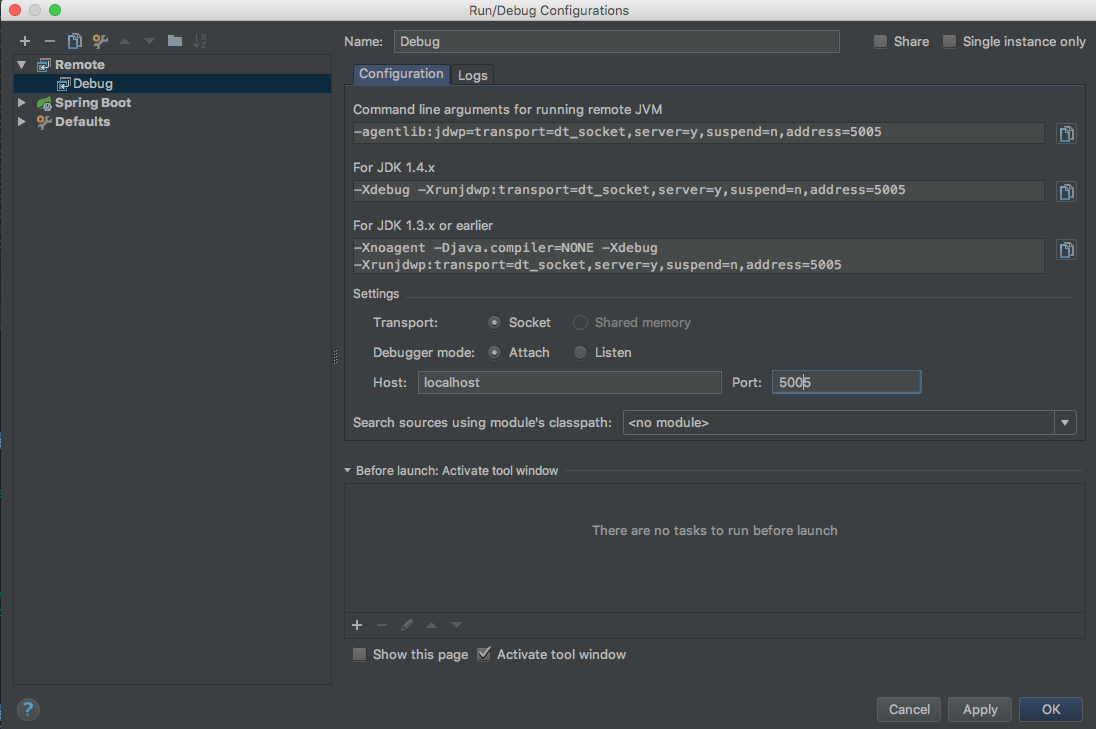 Run/Debug Configurations
Name: Debug Share Single instance only
Remote
Debug
Spring Boot
Defaults
Configuration Logs
Command line arguments for running remote JVM
-agentlib:jdwp=transport=dt_socket,server=y,suspend=n,address=5005
For JDK 1.4.x
-Xdebug -Xrunjdwp:transport=dt_socket,server=y,suspend=n,address=5005
For JDK 1.3.x or earlier
-Xnoagent -Djava.compiler=NONE -Xdebug
-Xrunjdwp:transport=dt_socket,server=y,suspend=n,address=5005
Settings
Transport: Socket Shared memory
Debugger mode: Attach Listen
Host: localhost Port: 5005
Search sources using module's classpath: <no module>
Before launch: Activate tool window
There are no tasks to run before launch
Show this page Activate tool window
? Cancel Apply OK